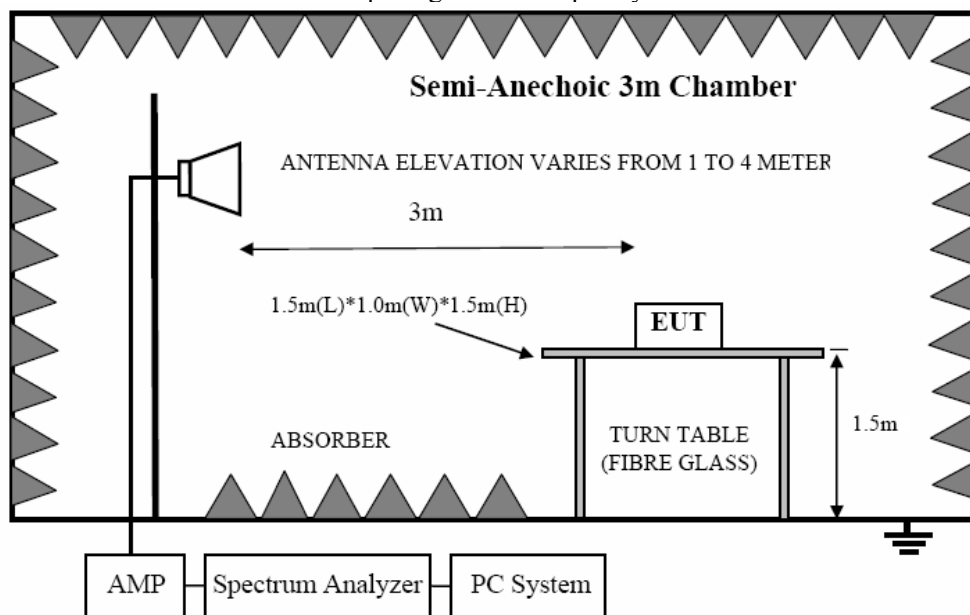 Semi-Anechoic 3m Chamber
ANTENNA ELEVATION VARIES FROM 1 TO 4 METER
3m
1.5m(L)*1.0m(W)*1.5m(H)
EUT
1.5m
ABSORBER
TURN TABLE
(FIBRE GLASS)
AMP
Spectrum Analyzer
PC System